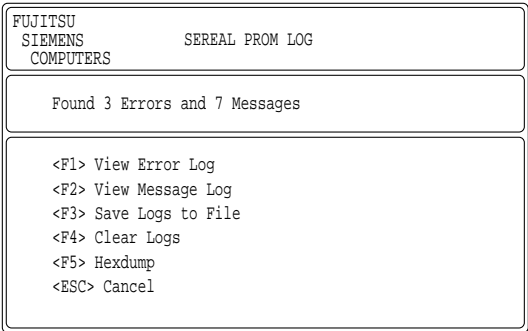 FUJITSU
SIEMENS SEREAL PROM LOG
COMPUTERS
Found 3 Errors and 7 Messages
<F1> View Error Log
<F2> View Message Log
<F3> Save Logs to File
<F4> Clear Logs
<F5> Hexdump
<ESC> Cancel